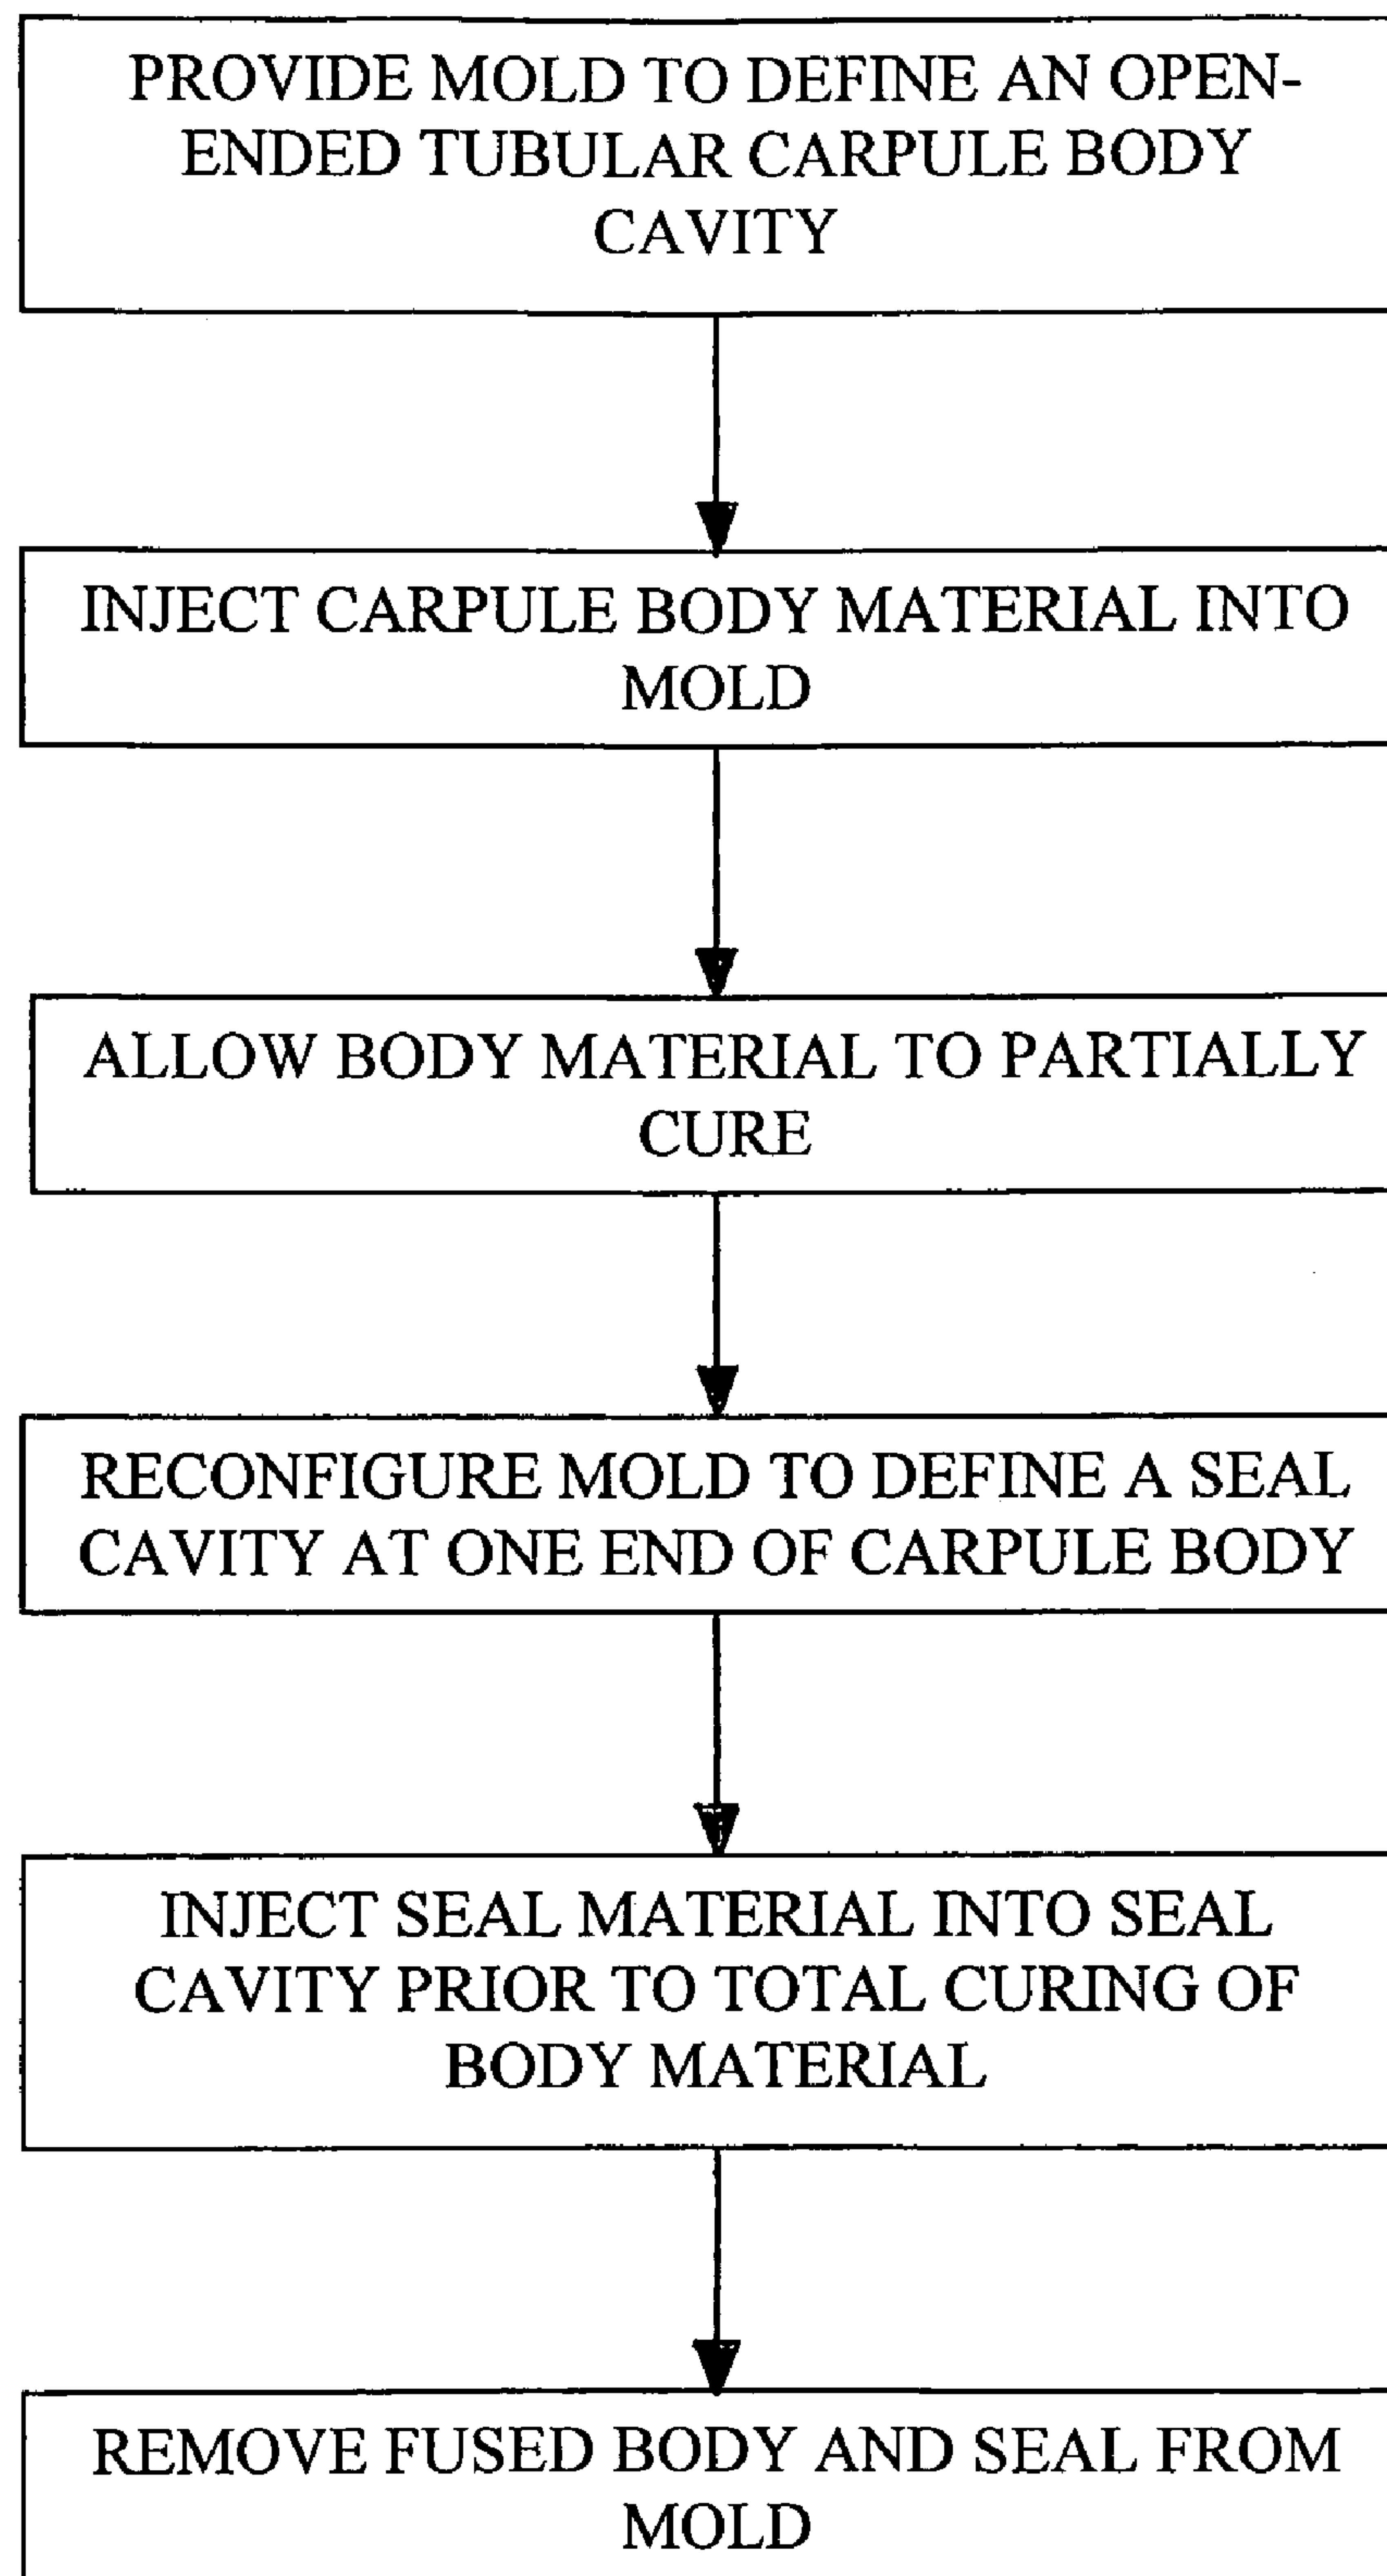 PROVIDE MOLD TO DEFINE AN OPEN-
ENDED TUBULAR CARPULE BODY
CAVITY
INJECT CARPULE BODY MATERIAL INTO
MOLD
ALLOW BODY MATERIAL TO PARTIALLY
CURE
RECONFIGURE MOLD TO DEFINE A SEAL
CAVITY AT ONE END OF CARPULE BODY
INJECT SEAL MATERIAL INTO SEAL
CAVITY PRIOR TO TOTAL CURING OF
BODY MATERIAL
REMOVE FUSED BODY AND SEAL FROM
MOLD